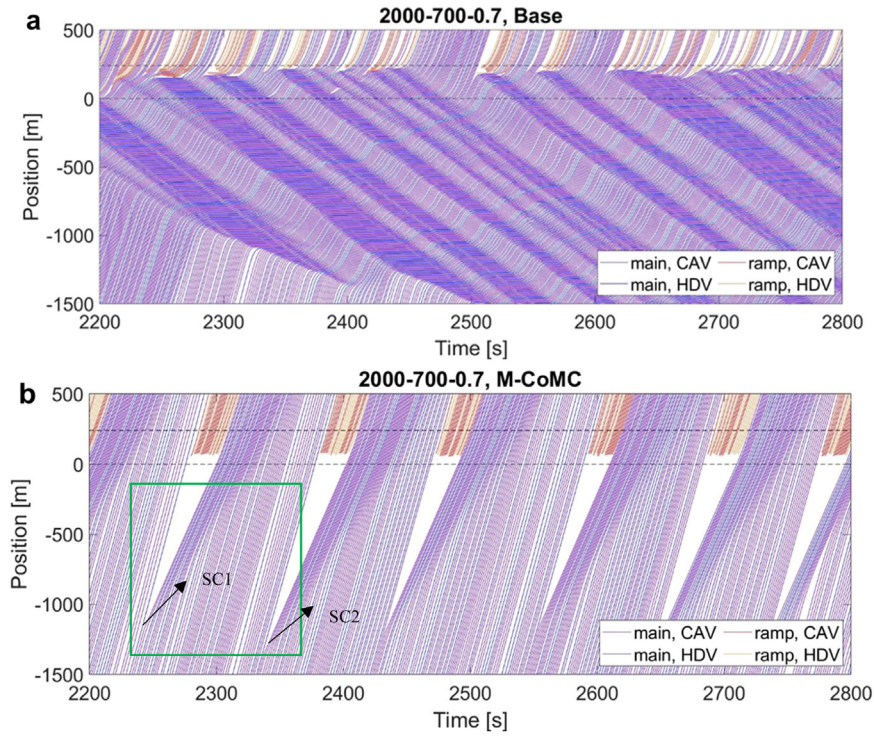 a
2000-700-0.7, Base
500
0
-500
-1000
-1500
Position [m]
main, CAV
ramp, CAV
main, HDV
ramp, HDV
2200
2300
2400
2500
2600
2700
2800
Time [s]
b
2000-700-0.7, M-CoMC
500
0
-500
-1000
-1500
Position [m]
SC1
SC2
main, CAV
ramp, CAV
main, HDV
ramp, HDV
2200
2300
2400
2500
2600
2700
2800
Time [s]